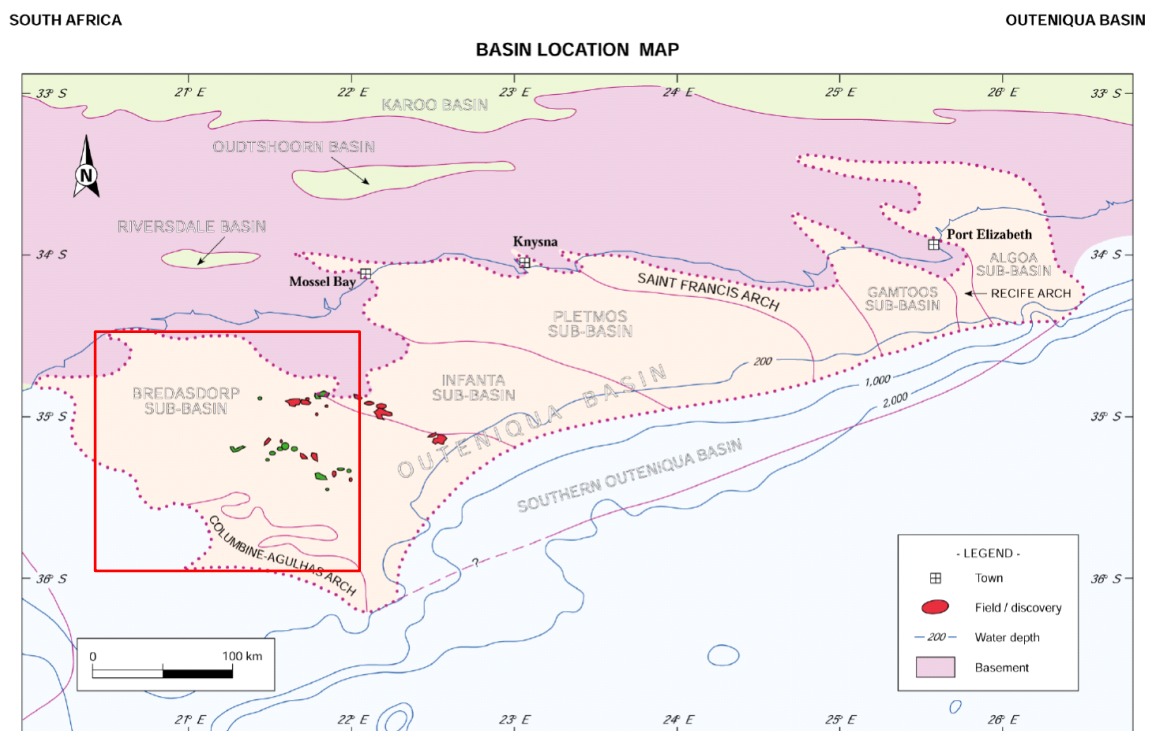 SOUTH AFRICA
OUTENIQUA BASIN
BASIN LOCATION MAP
33° S
21° E
22° E
23° E
24° E
25° E
26° E
33° S
KAROO BASIN
OUDTSHOORN BASIN
N
RIVERSDALE BASIN
34° S
Knysna
Port Elizabeth
34° S
Mossel Bay
ALGOA
SUB-BASIN
SAINT FRANCIS ARCH
GAMTOOS
SUB-BASIN
RECIFE ARCH
PLETMOS
SUB-BASIN
200
1,000
2,000
BREDASDORP
SUB-BASIN
INFANTA
SUB-BASIN
35° S
35° S
OUTENIQUA BASIN
SOUTHERN OUTENIQUA BASIN
COLUMBINE-AGULHAS ARCH
?
36° S
36° S
- LEGEND -
Town
Field / discovery
200
Water depth
Basement
0
100 km
21° E
22° E
23° E
24° E
25° E
26° E